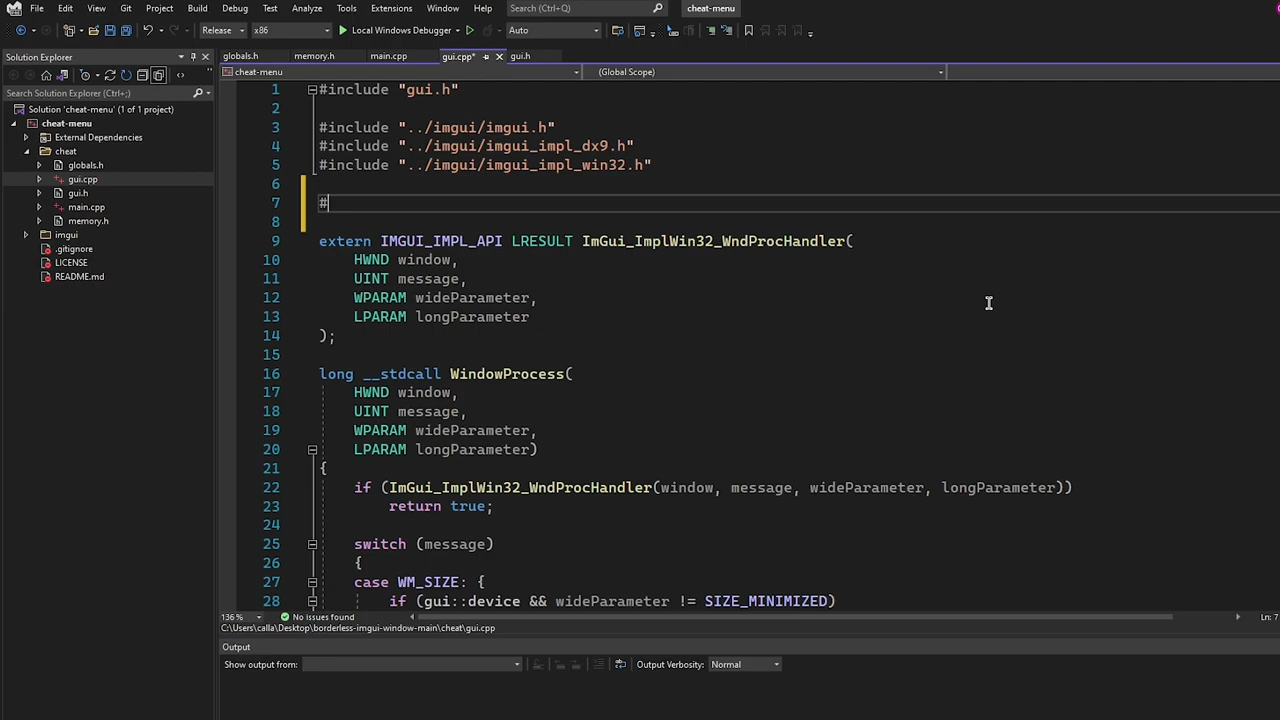 File Edit View Git Project Build Debug Test Analyze Tools Extensions Window Help Search (Ctrl+Q) cheat-menu
Release x86 Local Windows Debugger Auto
Solution Explorer
globals.h memory.h main.cpp gui.cpp* gui.h
cheat-menu (Global Scope)
Search Solution Explorer (Ctrl+;)
Solution 'cheat-menu' (1 of 1 project)
cheat-menu
External Dependencies
cheat
globals.h
gui.cpp
gui.h
main.cpp
memory.h
imgui
.gitignore
LICENSE
README.md
1 #include "gui.h"
2
3 #include "../imgui/imgui.h"
4 #include "../imgui/imgui_impl_dx9.h"
5 #include "../imgui/imgui_impl_win32.h"
6
7 #
8
9 extern IMGUI_IMPL_API LRESULT ImGui_ImplWin32_WndProcHandler(
10 HWND window,
11 UINT message,
12 WPARAM wideParameter,
13 LPARAM longParameter
14 );
15
16 long __stdcall WindowProcess(
17 HWND window,
18 UINT message,
19 WPARAM wideParameter,
20 LPARAM longParameter)
21 {
22 if (ImGui_ImplWin32_WndProcHandler(window, message, wideParameter, longParameter))
23 return true;
24
25 switch (message)
26 {
27 case WM_SIZE: {
28 if (gui::device && wideParameter != SIZE_MINIMIZED)
136 % No issues found Ln: 7
C:\Users\calla\Desktop\borderless-imgui-window-main\cheat\gui.cpp
Output
Show output from: Output Verbosity: Normal